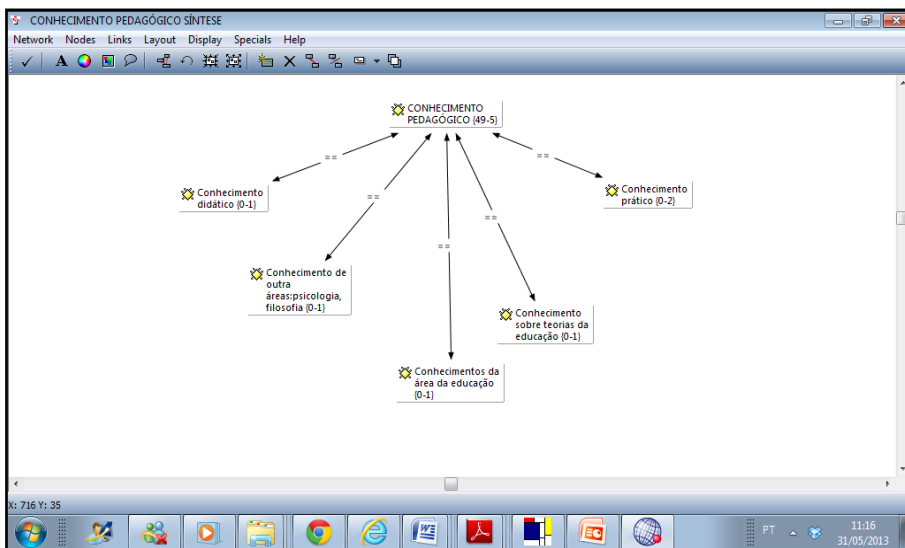 CONHECIMENTO PEDAGÓGICO SÍNTESE
Network Nodes Links Layout Display Specials Help
A
CONHECIMENTO
PEDAGÓGICO {49-5}
==
==
==
==
==
Conhecimento
didático {0-1}
Conhecimento
prático {0-2}
Conhecimento de
outra
áreas:psicologia,
filosofia {0-1}
Conhecimento
sobre teorias da
educação {0-1}
Conhecimentos da
área da educação
{0-1}
X: 716 Y: 35
PT
11:16
31/05/2013